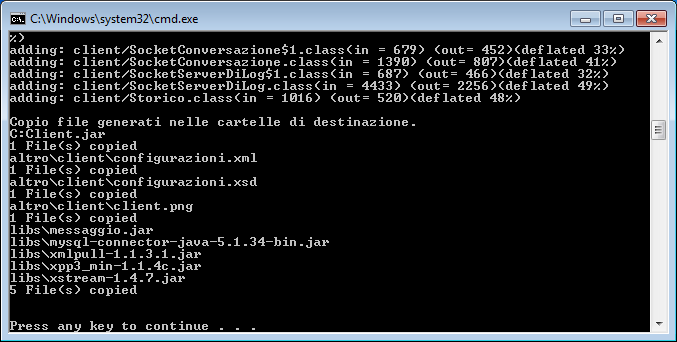 C:\Windows\system32\cmd.exe
%)
adding: client/SocketConversazione$1.class(in = 679) (out= 452)(deflated 33%)
adding: client/SocketConversazione.class(in = 1390) (out= 807)(deflated 41%)
adding: client/SocketServerDiLog$1.class(in = 687) (out= 466)(deflated 32%)
adding: client/SocketServerDiLog.class(in = 4433) (out= 2256)(deflated 49%)
adding: client/Storico.class(in = 1016) (out= 520)(deflated 48%)
Copio file generati nelle cartelle di destinazione.
C:Client.jar
1 File(s) copied
altro\client\configurazioni.xml
1 File(s) copied
altro\client\configurazioni.xsd
1 File(s) copied
altro\client\client.png
1 File(s) copied
libs\messaggio.jar
libs\mysql-connector-java-5.1.34-bin.jar
libs\xmlpull-1.1.3.1.jar
libs\xpp3_min-1.1.4c.jar
libs\xstream-1.4.7.jar
5 File(s) copied
Press any key to continue . . .